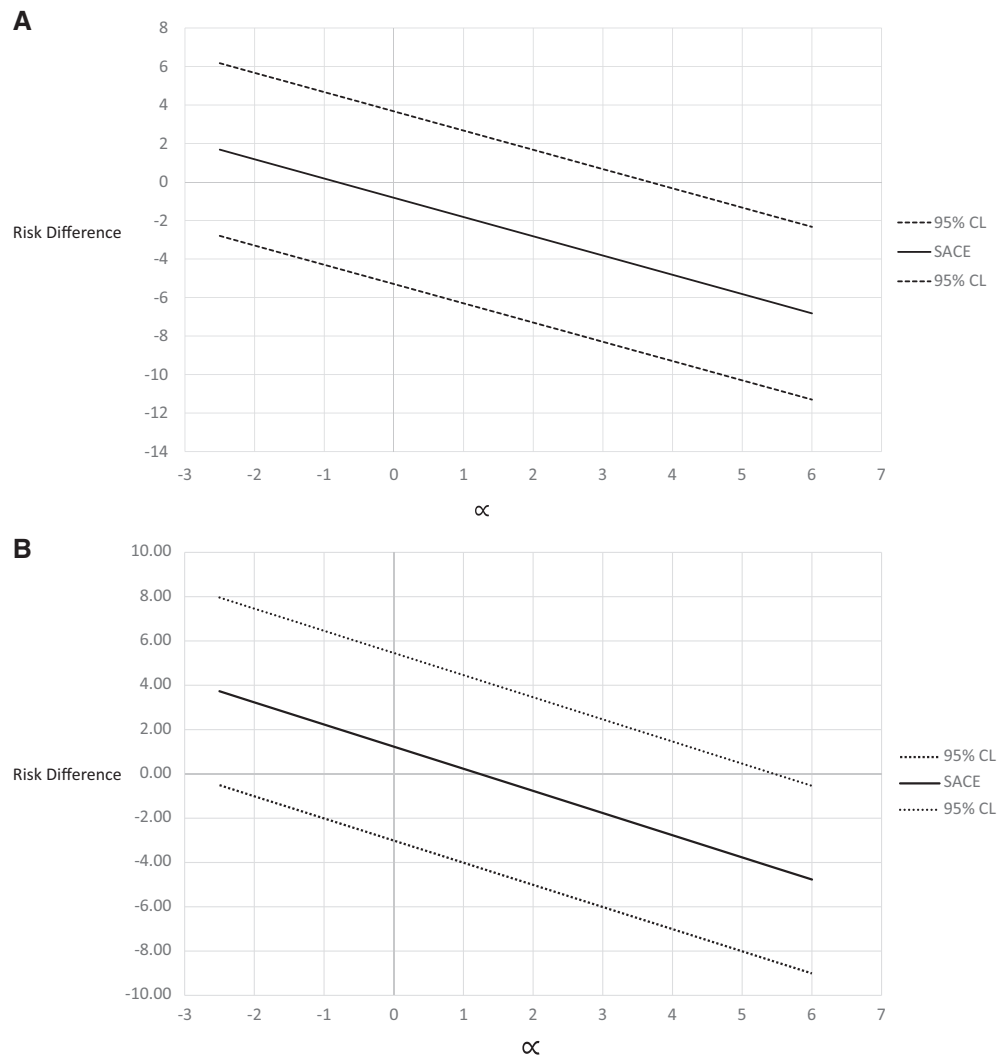 A
8
6
4
2
0
-2
-4
-6
-8
-10
-12
-14
Risk Difference
-3 -2 -1 0 1 2 3 4 5 6 7
∝
95% CL
SACE
95% CL
B
10.00
8.00
6.00
4.00
2.00
0.00
-2.00
-4.00
-6.00
-8.00
-10.00
Risk Difference
-3 -2 -1 0 1 2 3 4 5 6 7
∝
95% CL
SACE
95% CL